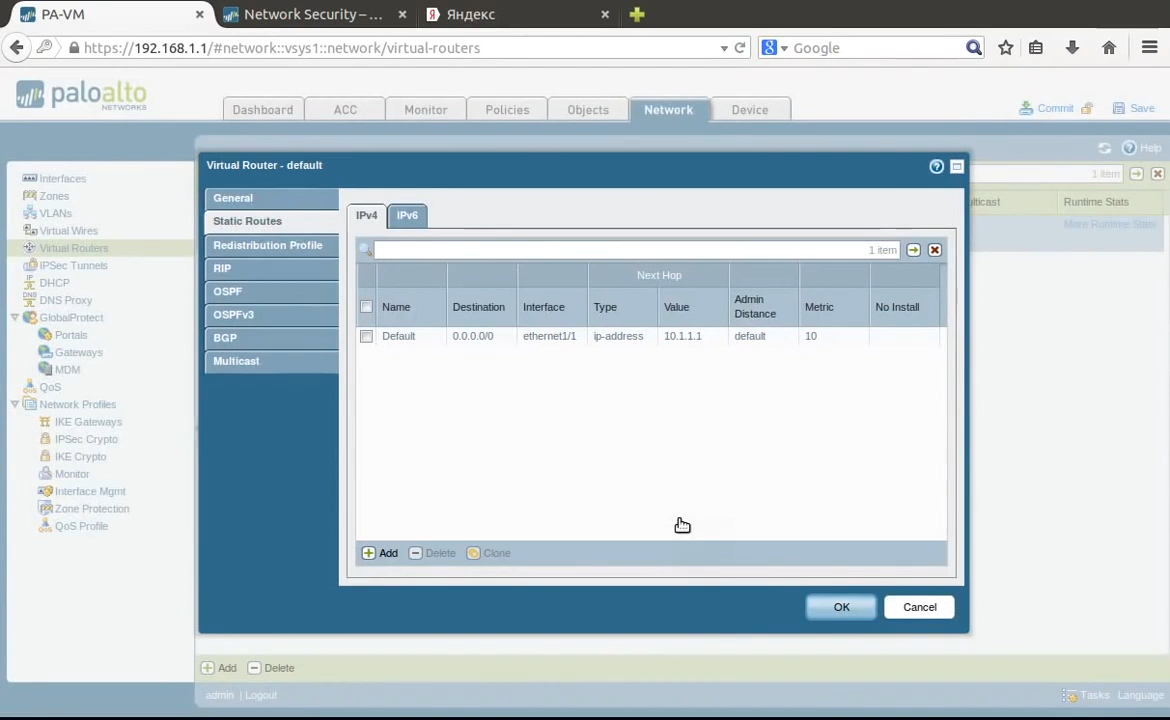 PA-VM
Network Security – ...
Яндекс
https://192.168.1.1/#network::vsys1::network/virtual-routers
Google
paloalto
NETWORKS
Dashboard
ACC
Monitor
Policies
Objects
Network
Device
Commit
Save
Help
Interfaces
Zones
VLANs
Virtual Wires
Virtual Routers
IPSec Tunnels
DHCP
DNS Proxy
GlobalProtect
Portals
Gateways
MDM
QoS
Network Profiles
IKE Gateways
IPSec Crypto
IKE Crypto
Monitor
Interface Mgmt
Zone Protection
QoS Profile
1 item
ulticast
Runtime Stats
More Runtime Stats
Virtual Router - default
General
Static Routes
Redistribution Profile
RIP
OSPF
OSPFv3
BGP
Multicast
IPv4
IPv6
1 item
Next Hop
Name
Destination
Interface
Type
Value
Admin
Distance
Metric
No Install
Default
0.0.0.0/0
ethernet1/1
ip-address
10.1.1.1
default
10
Add
Delete
Clone
OK
Cancel
Add
Delete
admin | Logout
Tasks
Language